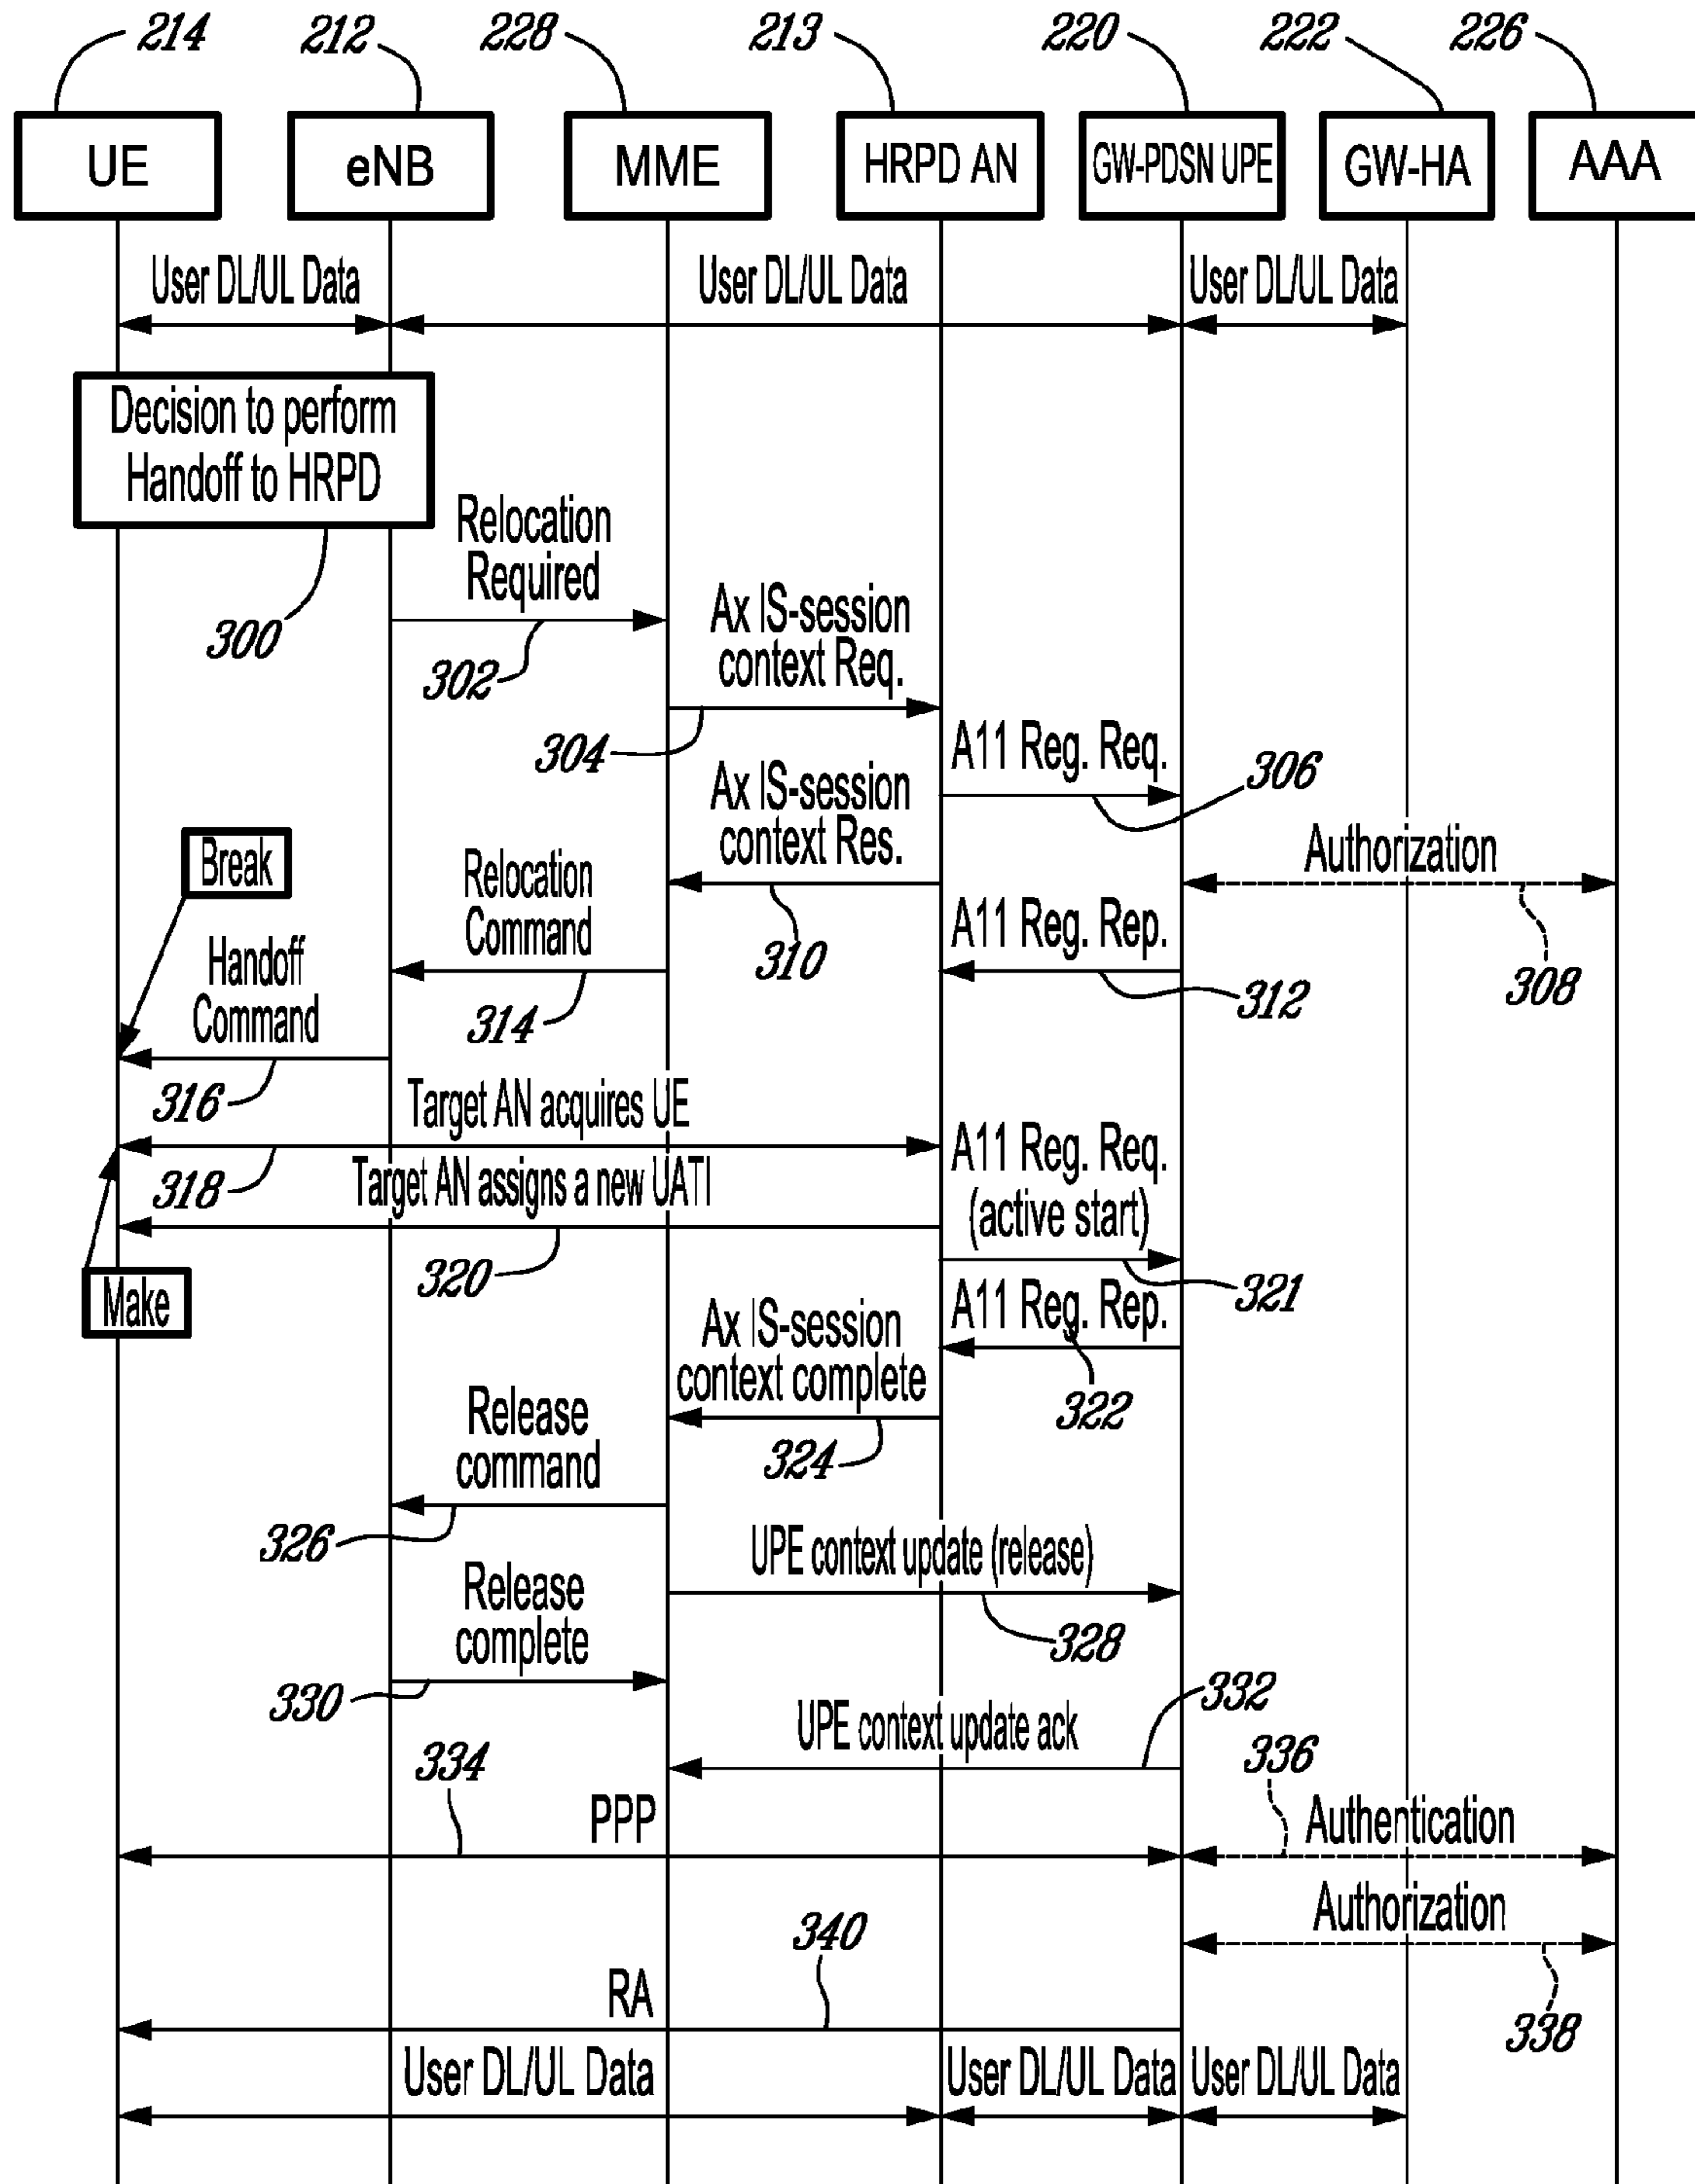 214
212
228
213
220
222
226
UE
eNB
MME
HRPD AN
GW-PDSN UPE
GW-HA
AAA
User DL/UL Data
User DL/UL Data
User DL/UL Data
Decision to perform
Handoff to HRPD
300
Relocation
Required
302
Ax IS-session
context Req.
304
A11 Reg. Req.
306
Ax IS-session
context Res.
310
Authorization
308
Break
Relocation
Command
314
A11 Reg. Rep.
312
Handoff
Command
316
Target AN acquires UE
318
Target AN assigns a new UATI
320
A11 Reg. Req.
(active start)
321
Make
A11 Reg. Rep.
322
Ax IS-session
context complete
324
Release
command
326
UPE context update (release)
328
Release
complete
330
UPE context update ack
332
334
PPP
336
Authentication
Authorization
338
340
RA
User DL/UL Data
User DL/UL Data
User DL/UL Data